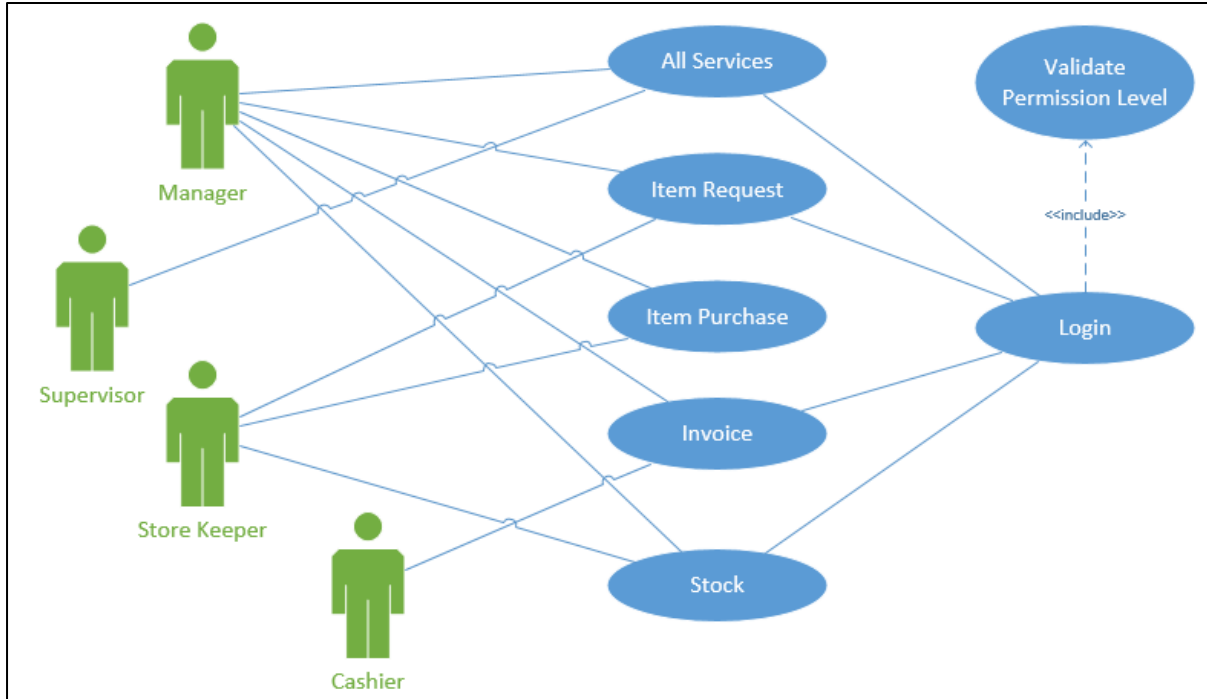 All Services
Validate
Permission Level
Manager
Item Request
<<include>>
Item Purchase
Login
Supervisor
Invoice
Store Keeper
Stock
Cashier